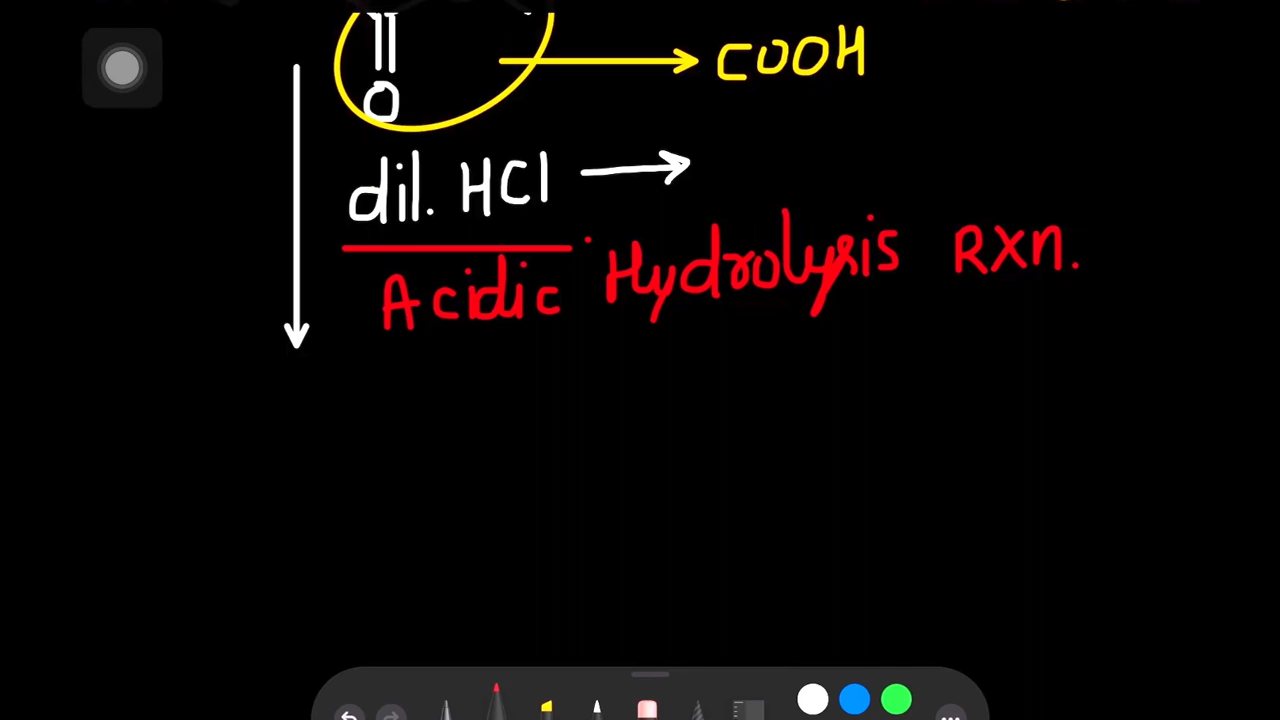 COOH
||
O
dil. HCl →
Acidic Hydrolysis RXn.